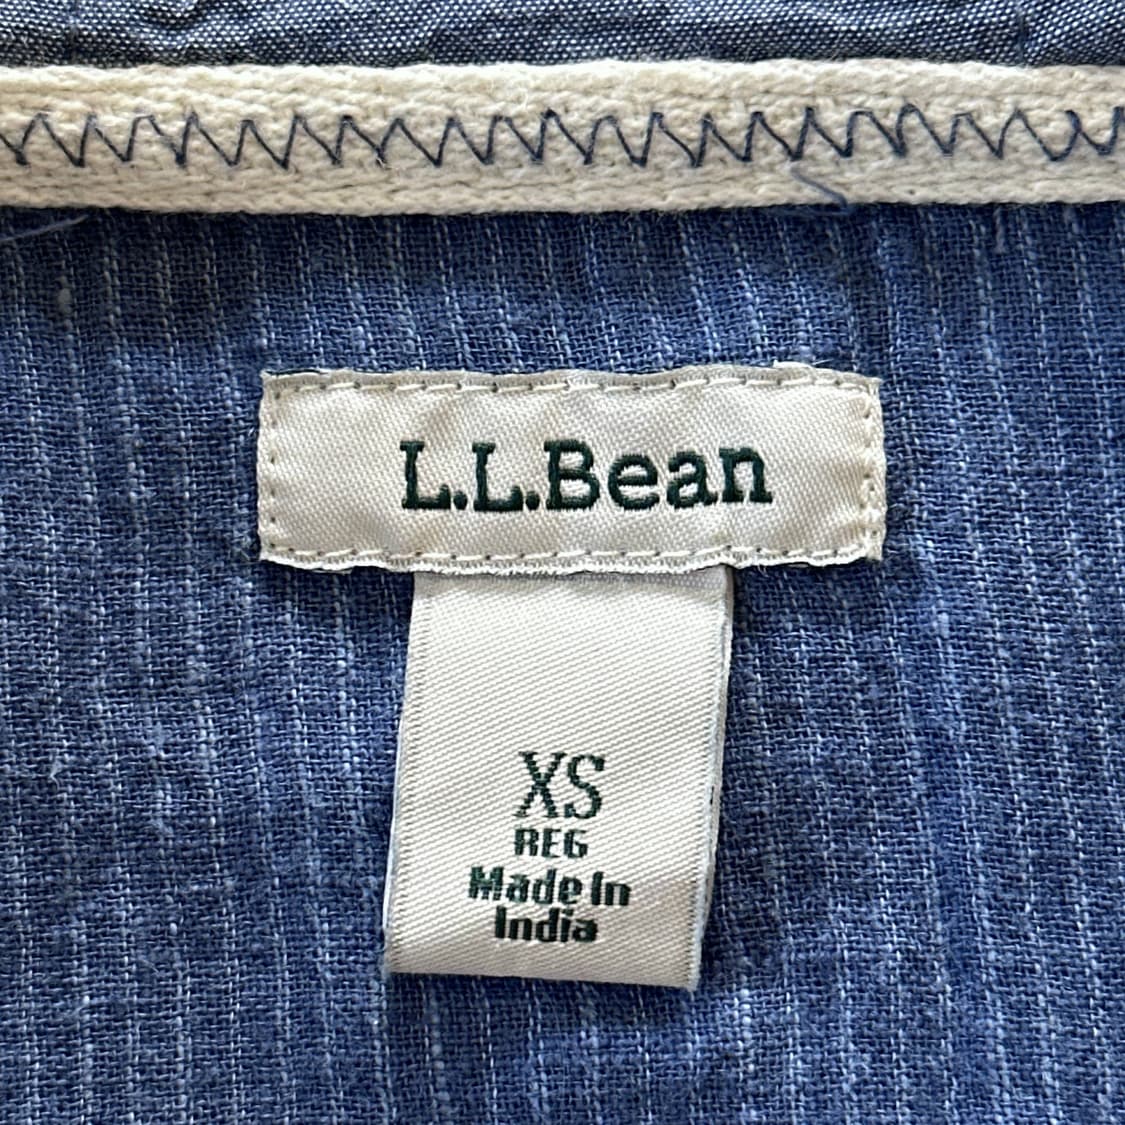 L.L.Bean
XS
REG
Made In
India